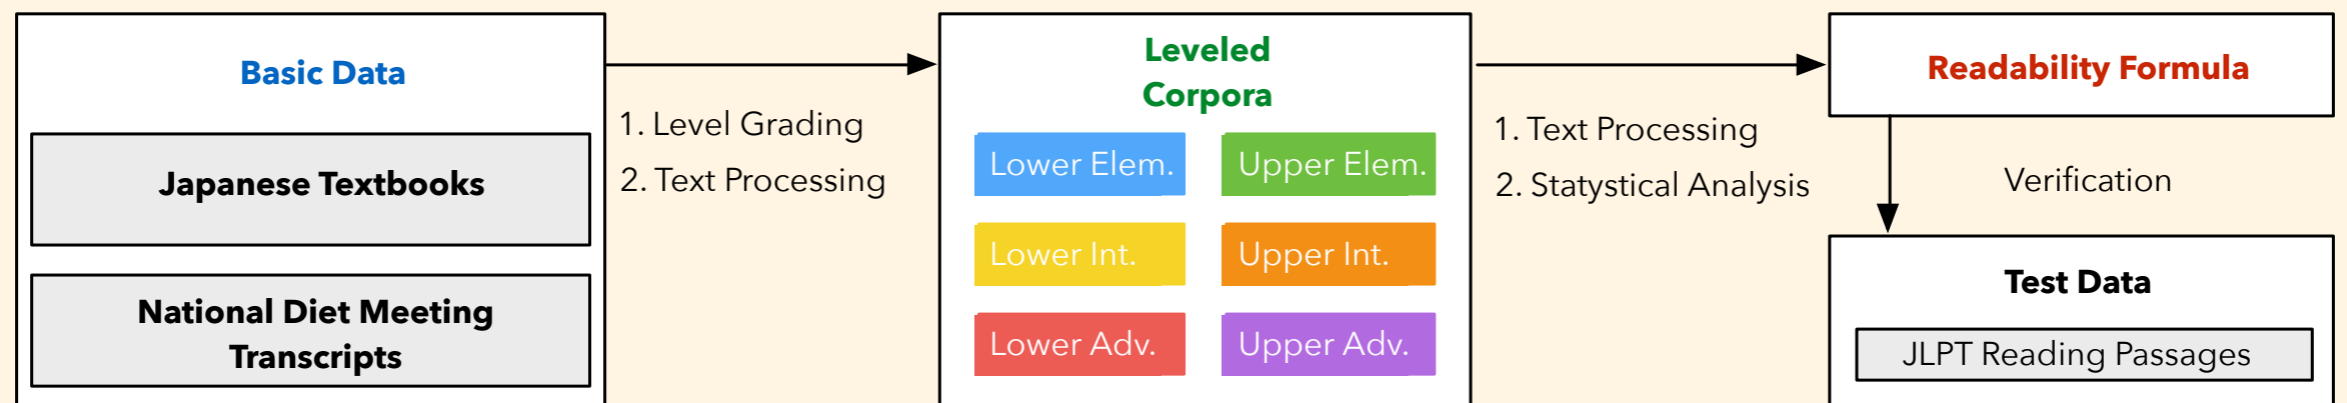 Basic Data
Japanese Textbooks
National Diet Meeting
Transcripts
1. Level Grading
2. Text Processing
Leveled
Corpora
Lower Elem.
Upper Elem.
Lower Int.
Upper Int.
Lower Adv.
Upper Adv.
1. Text Processing
2. Statystical Analysis
Readability Formula
Verification
Test Data
JLPT Reading Passages